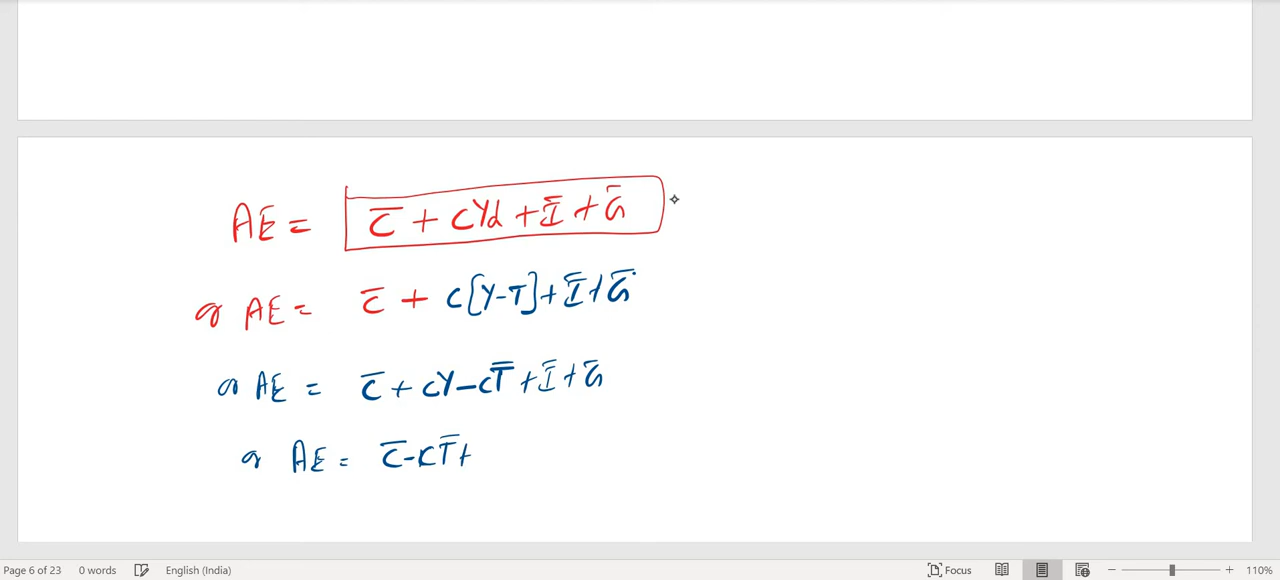 AE = C̅ + cYd + I̅ + G̅
or AE = C̅ + c[Y-T] + I̅ + G̅
or AE = C̅ + cY - cT̅ + I̅ + G̅
or AE = C̅ - cT̅ +
Page 6 of 23 0 words English (India) Focus 110%